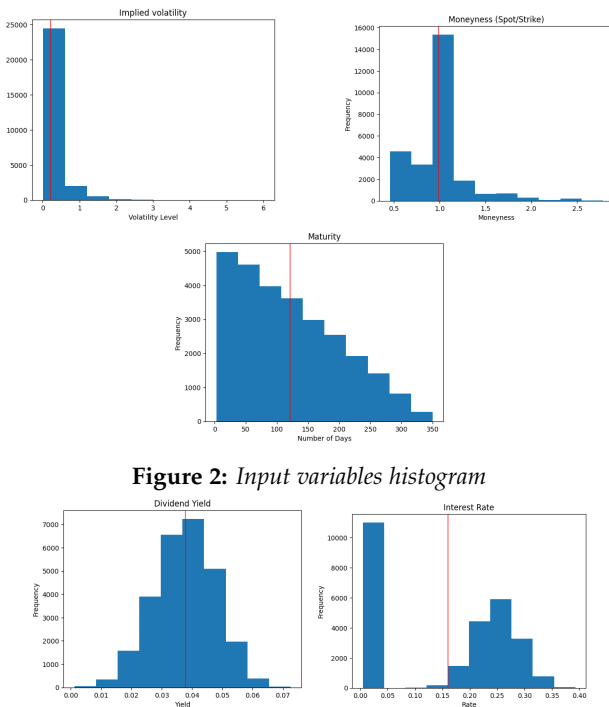 Implied volatility
25000
20000
15000
10000
5000
0
0 1 2 3 4 5 6
Volatility Level
Moneyness (Spot/Strike)
Frequency
16000
14000
12000
10000
8000
6000
4000
2000
0
0.5 1.0 1.5 2.0 2.5
Moneyness
Maturity
Frequency
5000
4000
3000
2000
1000
0
0 50 100 150 200 250 300 350
Number of Days
Figure 2: Input variables histogram
Dividend Yield
Frequency
7000
6000
5000
4000
3000
2000
1000
0
0.00 0.01 0.02 0.03 0.04 0.05 0.06 0.07
Yield
Interest Rate
Frequency
10000
8000
6000
4000
2000
0
0.00 0.05 0.10 0.15 0.20 0.25 0.30 0.35 0.40
Rate